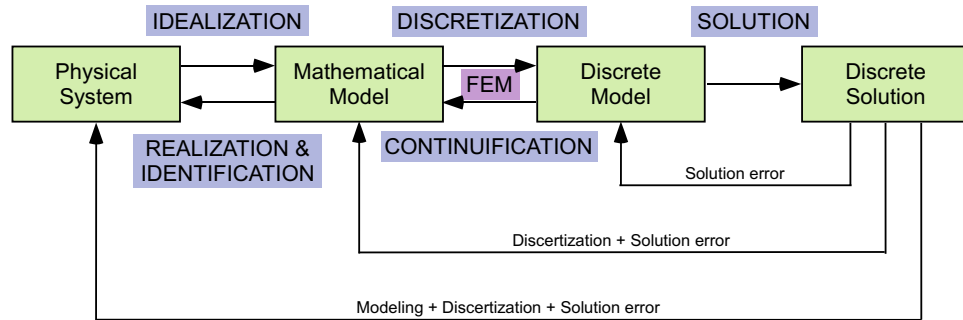 IDEALIZATION
DISCRETIZATION
SOLUTION
Physical
System
Mathematical
Model
FEM
Discrete
Model
Discrete
Solution
REALIZATION &
IDENTIFICATION
CONTINUIFICATION
Solution error
Discertization + Solution error
Modeling + Discertization + Solution error